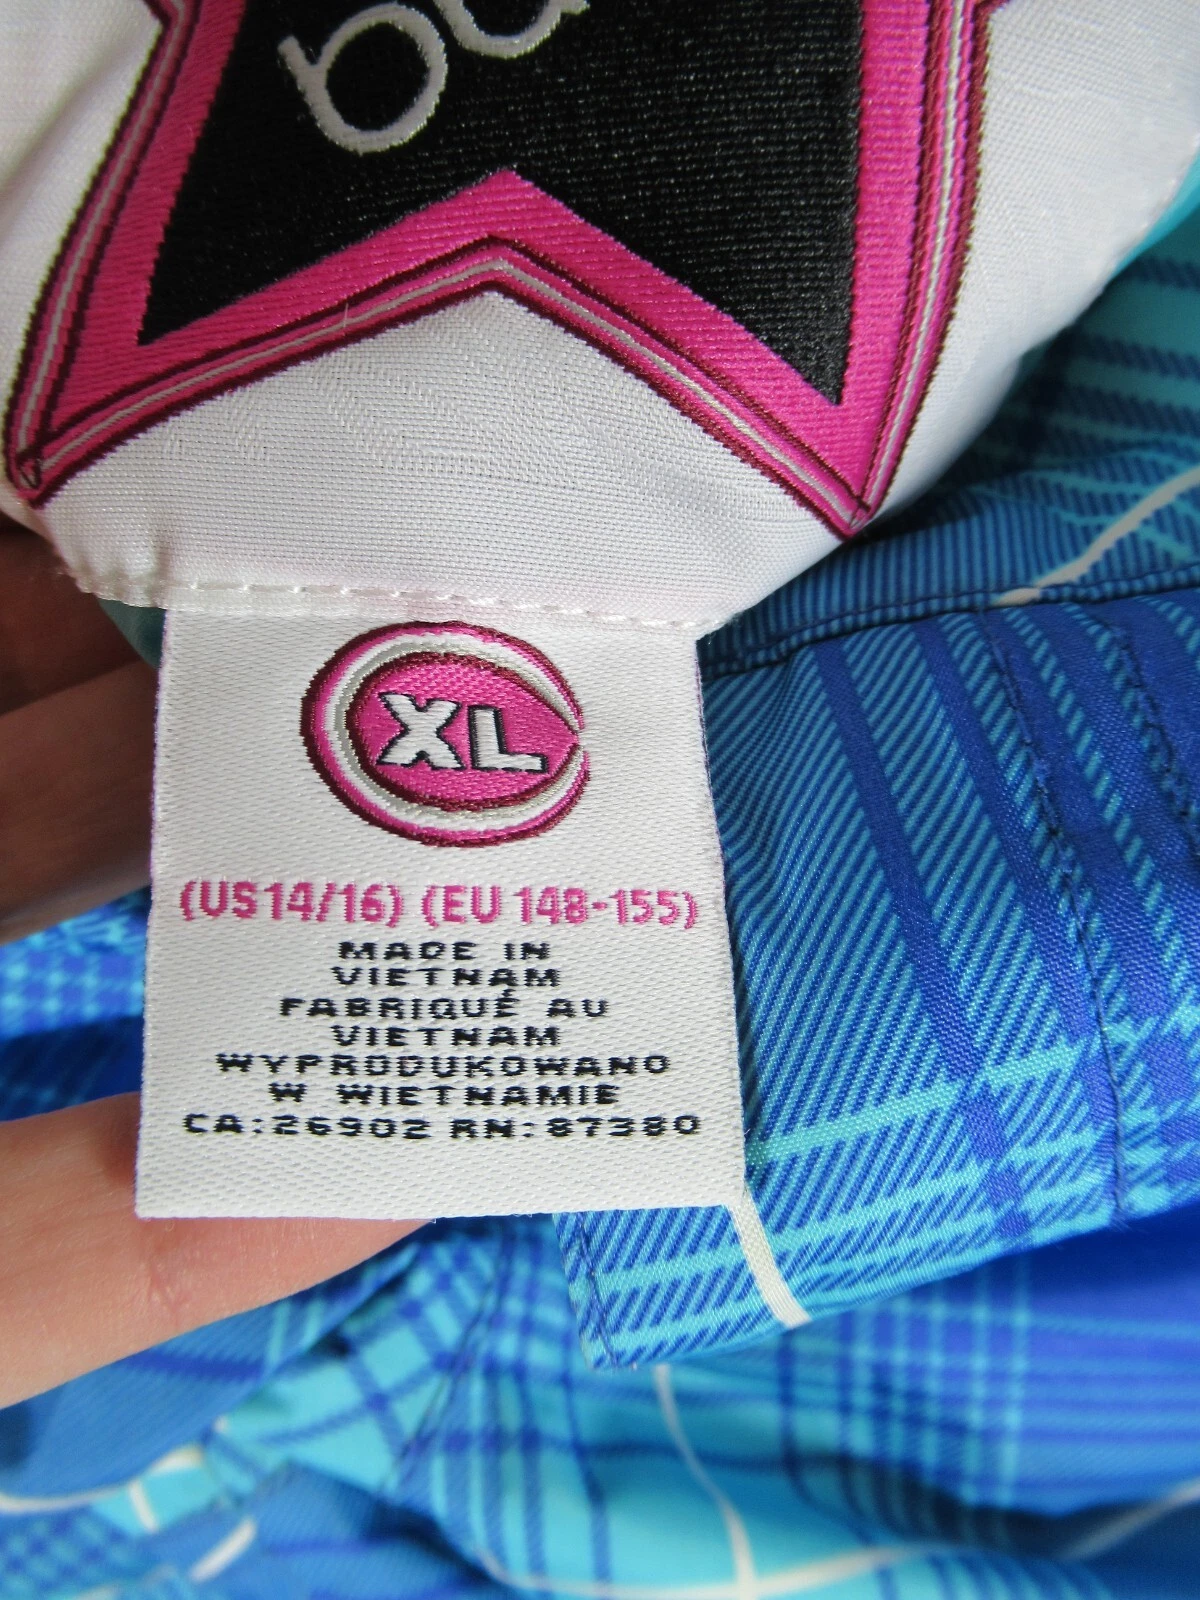 XL
(US14/16) (EU 148-155)
MADE IN
VIETNAM
FABRIQUÉ AU
VIETNAM
WYPRODUKOWANO
W WIETNAMIE
CA:26902 RN:87380